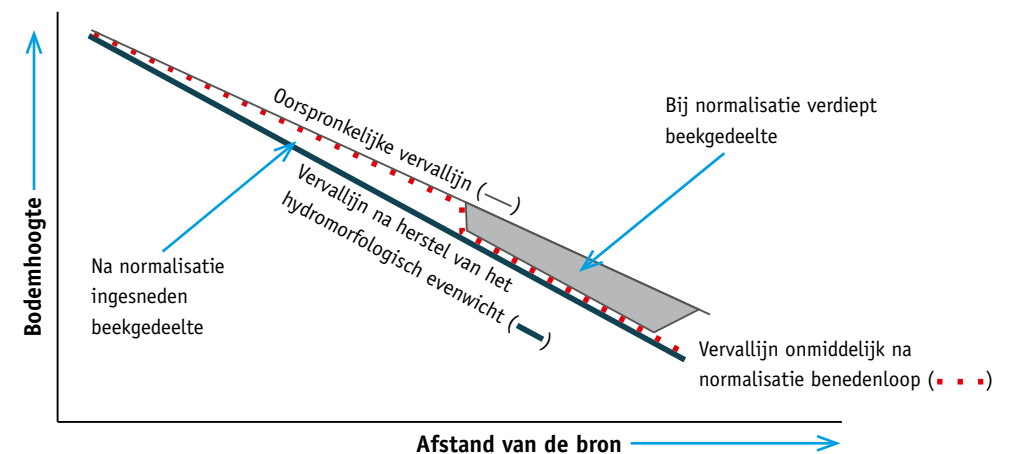 Bodemhoogte
Oorspronkelijke vervallijn (—)
Vervallijn na herstel van het
hydromorfologisch evenwicht (—)
Bij normalisatie verdiept
beekgedeelte
Na normalisatie
ingesneden
beekgedeelte
Vervallijn onmiddelijk na
normalisatie benedenloop (▪ ▪ ▪)
Afstand van de bron